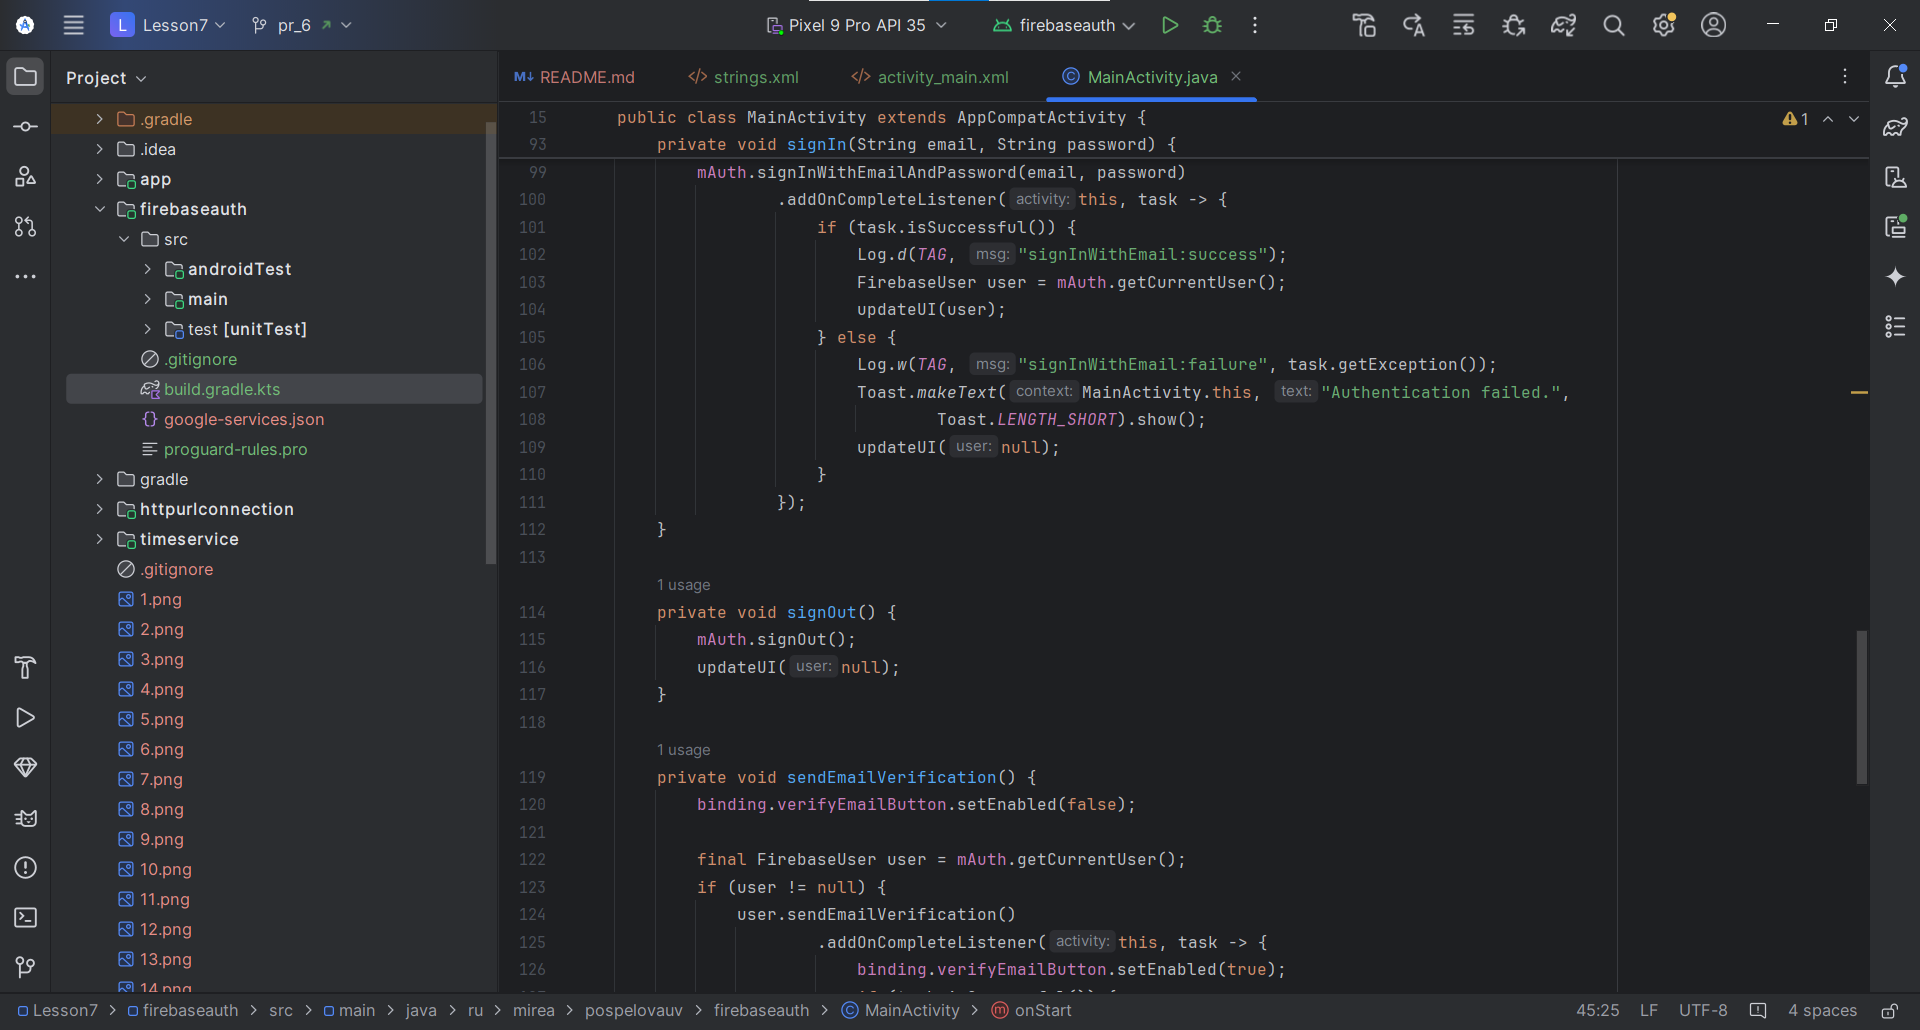 L Lesson7 pr_6 Pixel 9 Pro API 35 firebaseauth
Project
.gradle
.idea
app
firebaseauth
src
androidTest
main
test [unitTest]
.gitignore
build.gradle.kts
google-services.json
proguard-rules.pro
gradle
httpurlconnection
timeservice
.gitignore
1.png
2.png
3.png
4.png
5.png
6.png
7.png
8.png
9.png
10.png
11.png
12.png
13.png
14.png
M↓ README.md </> strings.xml </> activity_main.xml C MainActivity.java
1
15 public class MainActivity extends AppCompatActivity {
93 private void signIn(String email, String password) {
99 mAuth.signInWithEmailAndPassword(email, password)
100 .addOnCompleteListener( activity: this, task -> {
101 if (task.isSuccessful()) {
102 Log.d(TAG, msg: "signInWithEmail:success");
103 FirebaseUser user = mAuth.getCurrentUser();
104 updateUI(user);
105 } else {
106 Log.w(TAG, msg: "signInWithEmail:failure", task.getException());
107 Toast.makeText( context: MainActivity.this, text: "Authentication failed.",
108 Toast.LENGTH_SHORT).show();
109 updateUI( user: null);
110 }
111 });
112 }
113
1 usage
114 private void signOut() {
115 mAuth.signOut();
116 updateUI( user: null);
117 }
118
1 usage
119 private void sendEmailVerification() {
120 binding.verifyEmailButton.setEnabled(false);
121
122 final FirebaseUser user = mAuth.getCurrentUser();
123 if (user != null) {
124 user.sendEmailVerification()
125 .addOnCompleteListener( activity: this, task -> {
126 binding.verifyEmailButton.setEnabled(true);
Lesson7 > firebaseauth > src > main > java > ru > mirea > pospelovauv > firebaseauth > C MainActivity > m onStart
45:25 LF UTF-8 4 spaces